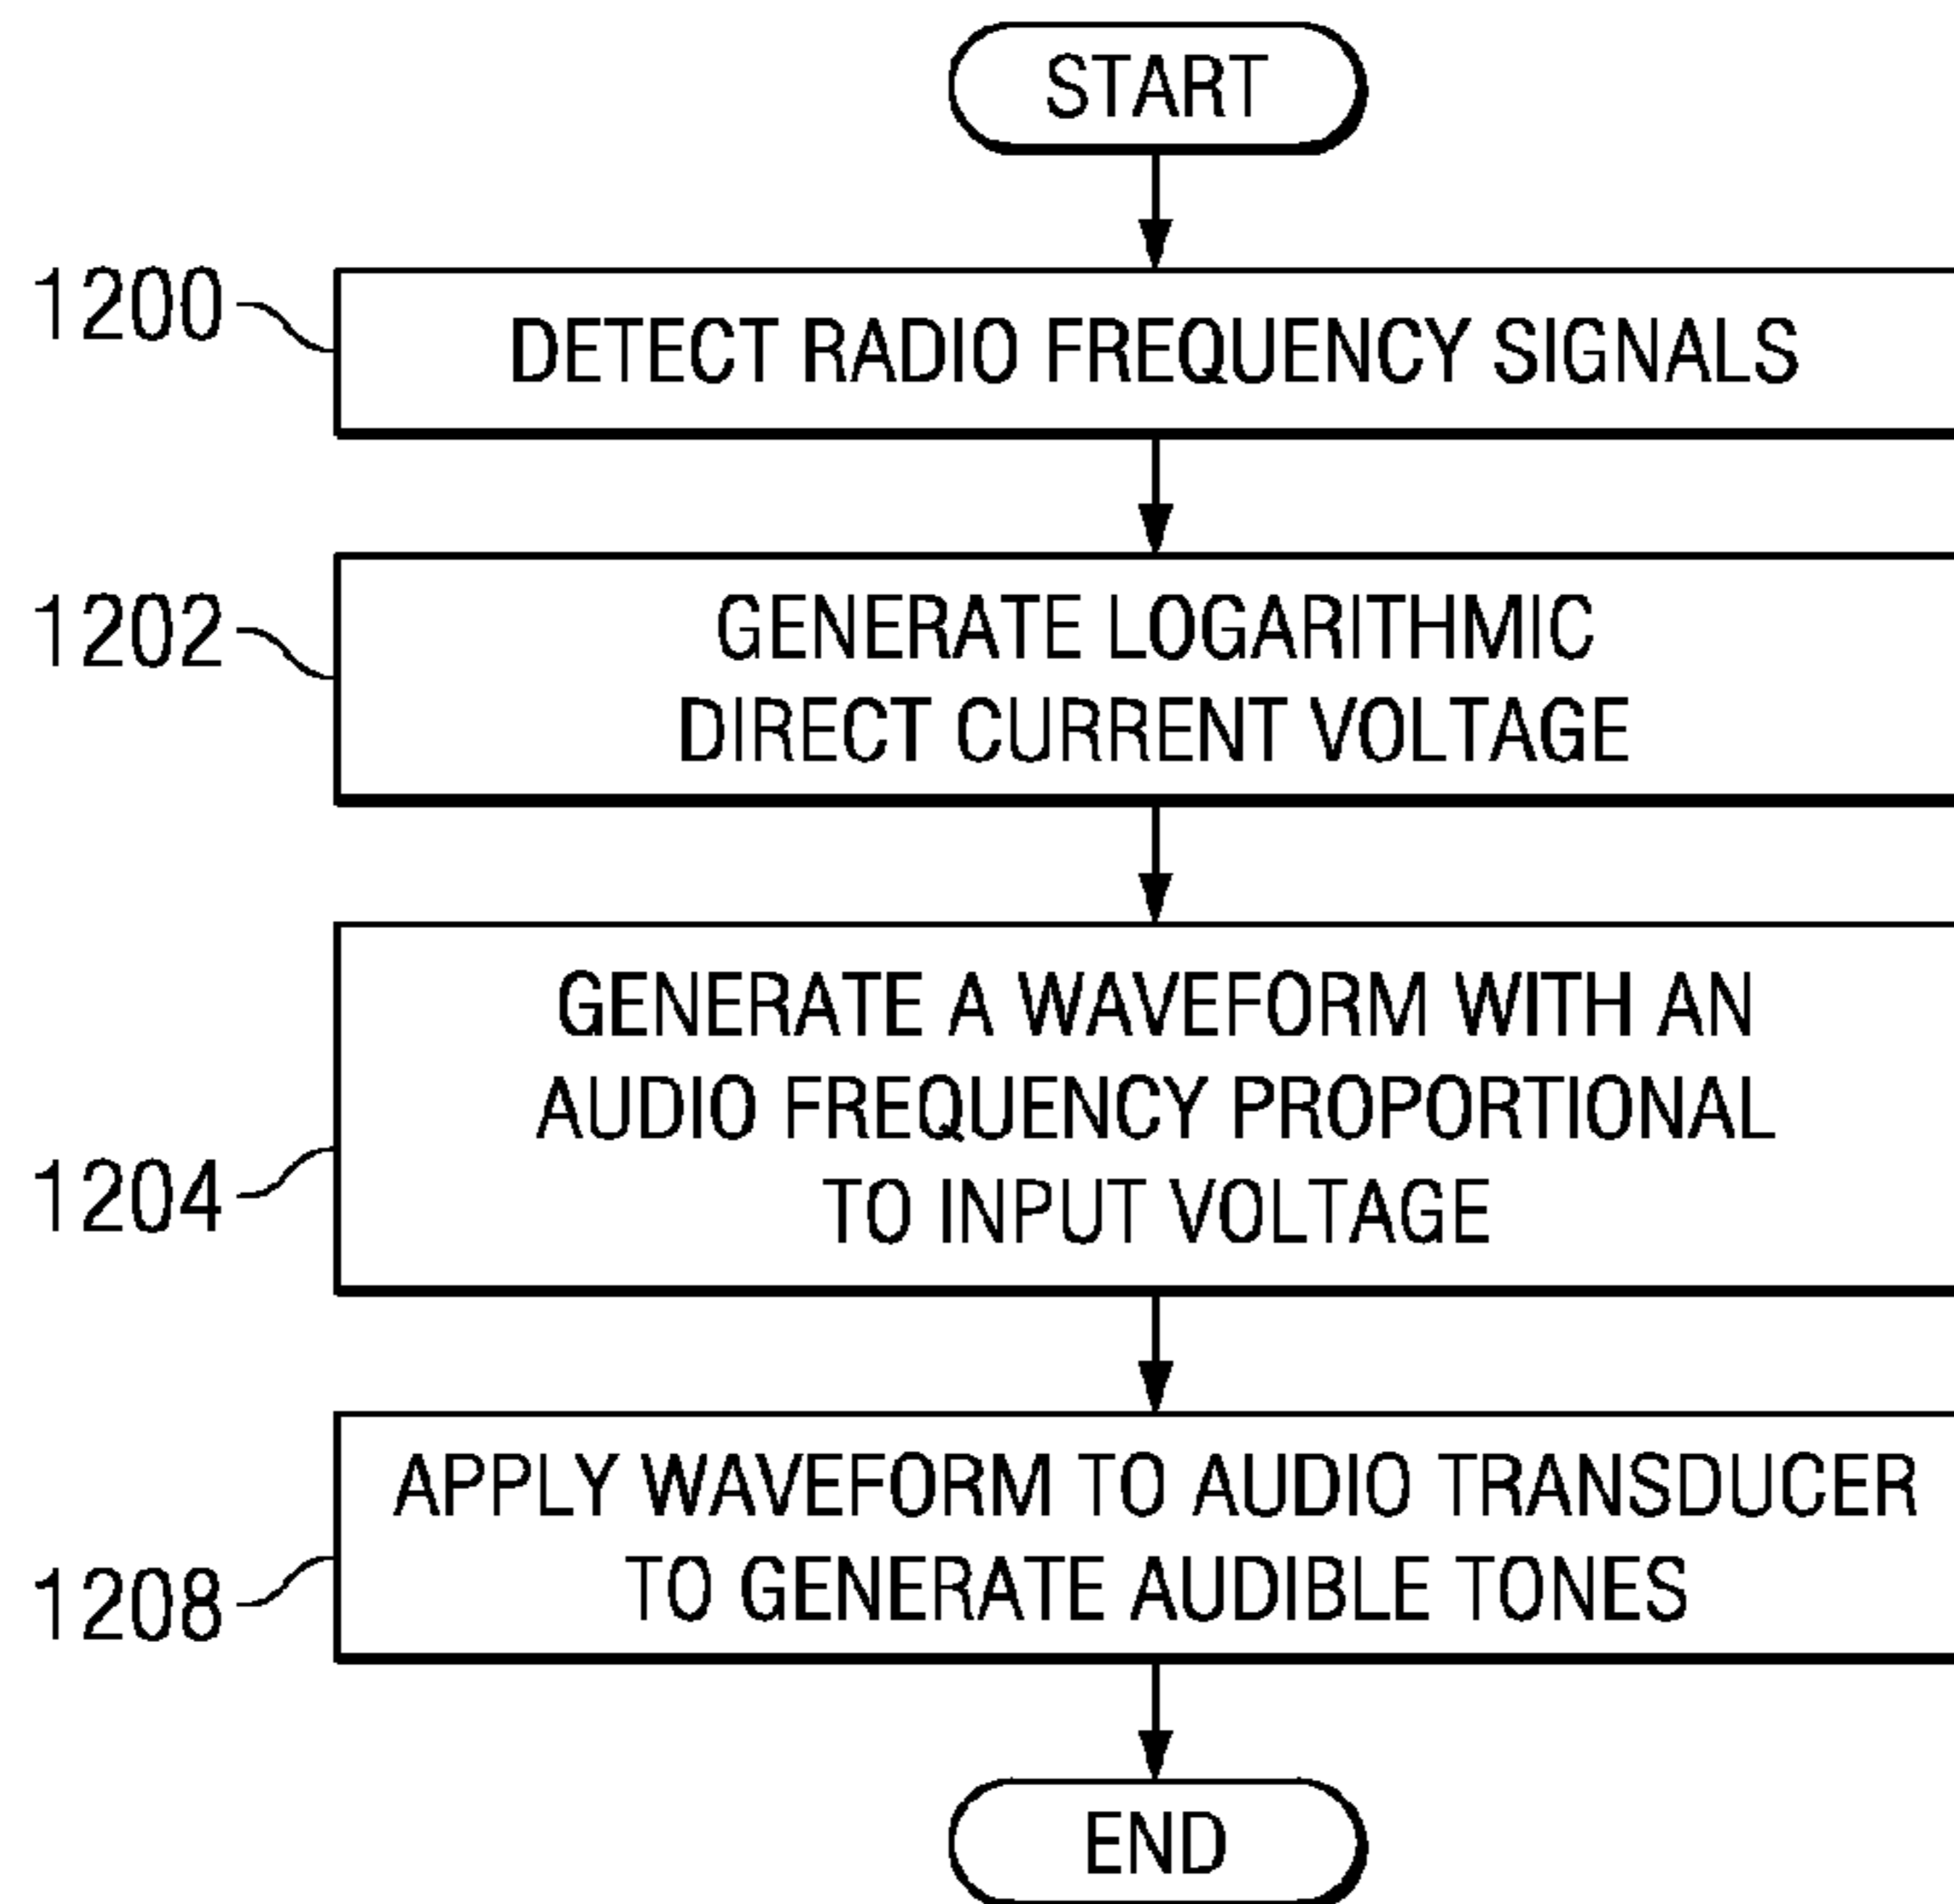 START
1200
DETECT RADIO FREQUENCY SIGNALS
1202
GENERATE LOGARITHMIC
DIRECT CURRENT VOLTAGE
1204
GENERATE A WAVEFORM WITH AN
AUDIO FREQUENCY PROPORTIONAL
TO INPUT VOLTAGE
1208
APPLY WAVEFORM TO AUDIO TRANSDUCER
TO GENERATE AUDIBLE TONES
END